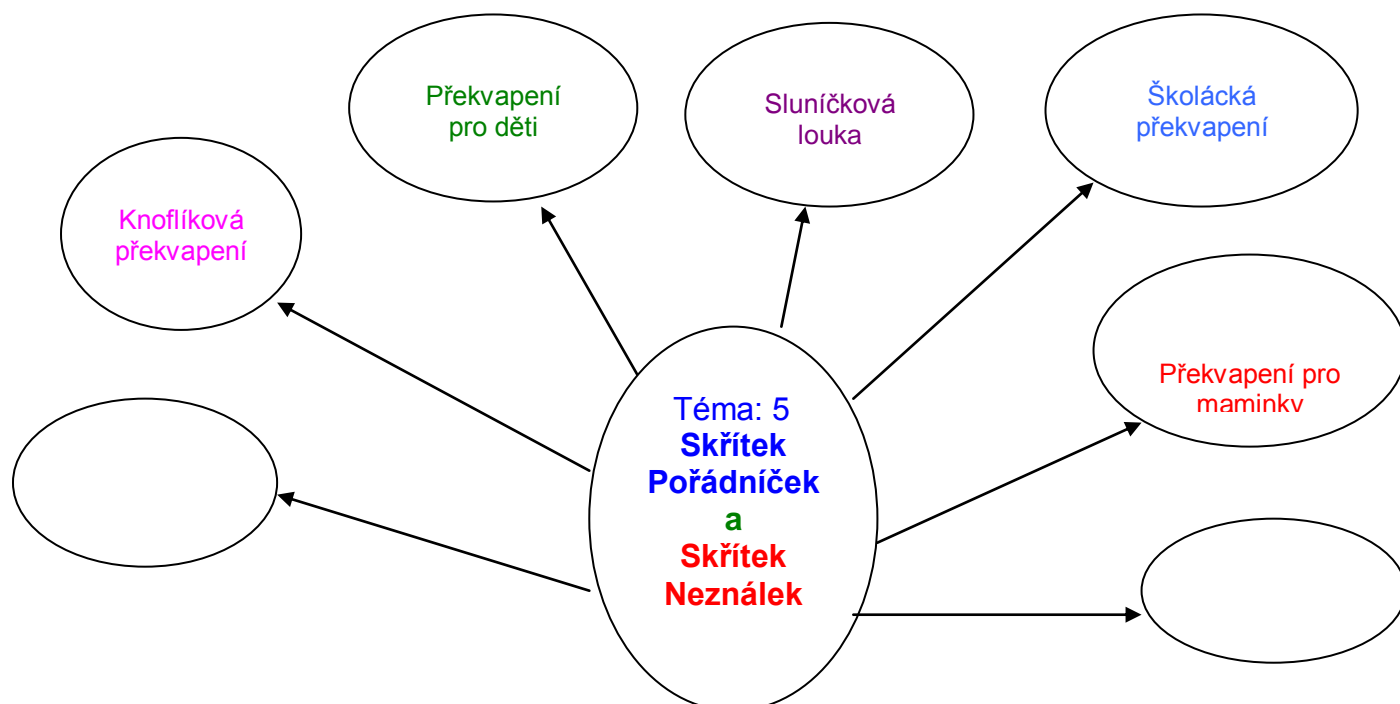 Překvapení
pro děti
Sluníčková
louka
Školácká
překvapení
Knoflíková
překvapení
Překvapení pro
maminky
Téma: 5
Skřítek
Pořádníček
a
Skřítek
Neználek